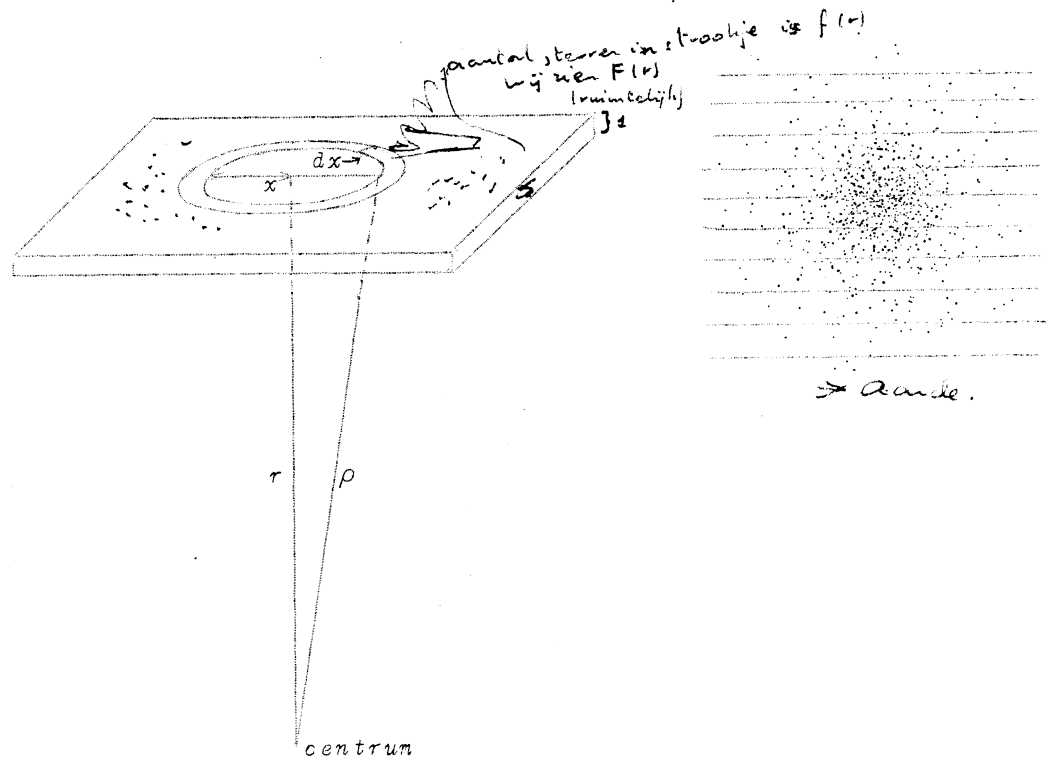 aantal sterren in strookje is f(r)
wij zien F(r)
(ruimtelijk)
} 1
dx→
x
S
→ Aarde.
r
ρ
centrum